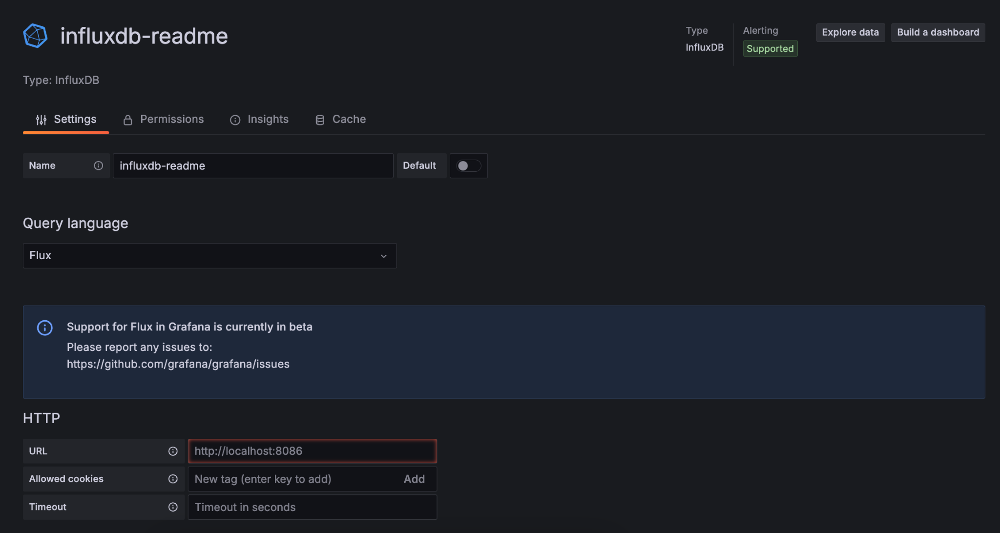 influxdb-readme
Type
InfluxDB
Alerting
Supported
Explore data
Build a dashboard
Type: InfluxDB
Settings
Permissions
Insights
Cache
Name
influxdb-readme
Default
Query language
Flux
Support for Flux in Grafana is currently in beta
Please report any issues to:
https://github.com/grafana/grafana/issues
HTTP
URL
http://localhost:8086
Allowed cookies
New tag (enter key to add)
Add
Timeout
Timeout in seconds